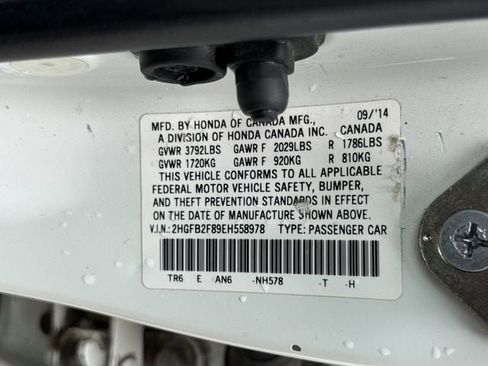 09/'14
MFD. BY HONDA OF CANADA MFG.,
A DIVISION OF HONDA CANADA INC. CANADA
GVWR 3792LBS GAWR F 2029LBS R 1786LBS
GVWR 1720KG GAWR F 920KG R 810KG
THIS VEHICLE CONFORMS TO ALL APPLICABLE
FEDERAL MOTOR VEHICLE SAFETY, BUMPER,
AND THEFT PREVENTION STANDARDS IN EFFECT
ON THE DATE OF MANUFACTURE SHOWN ABOVE.
V.I.N.: 2HGFB2F89EH558978 TYPE: PASSENGER CAR
TR6 E AN6 -NH578 -T -H